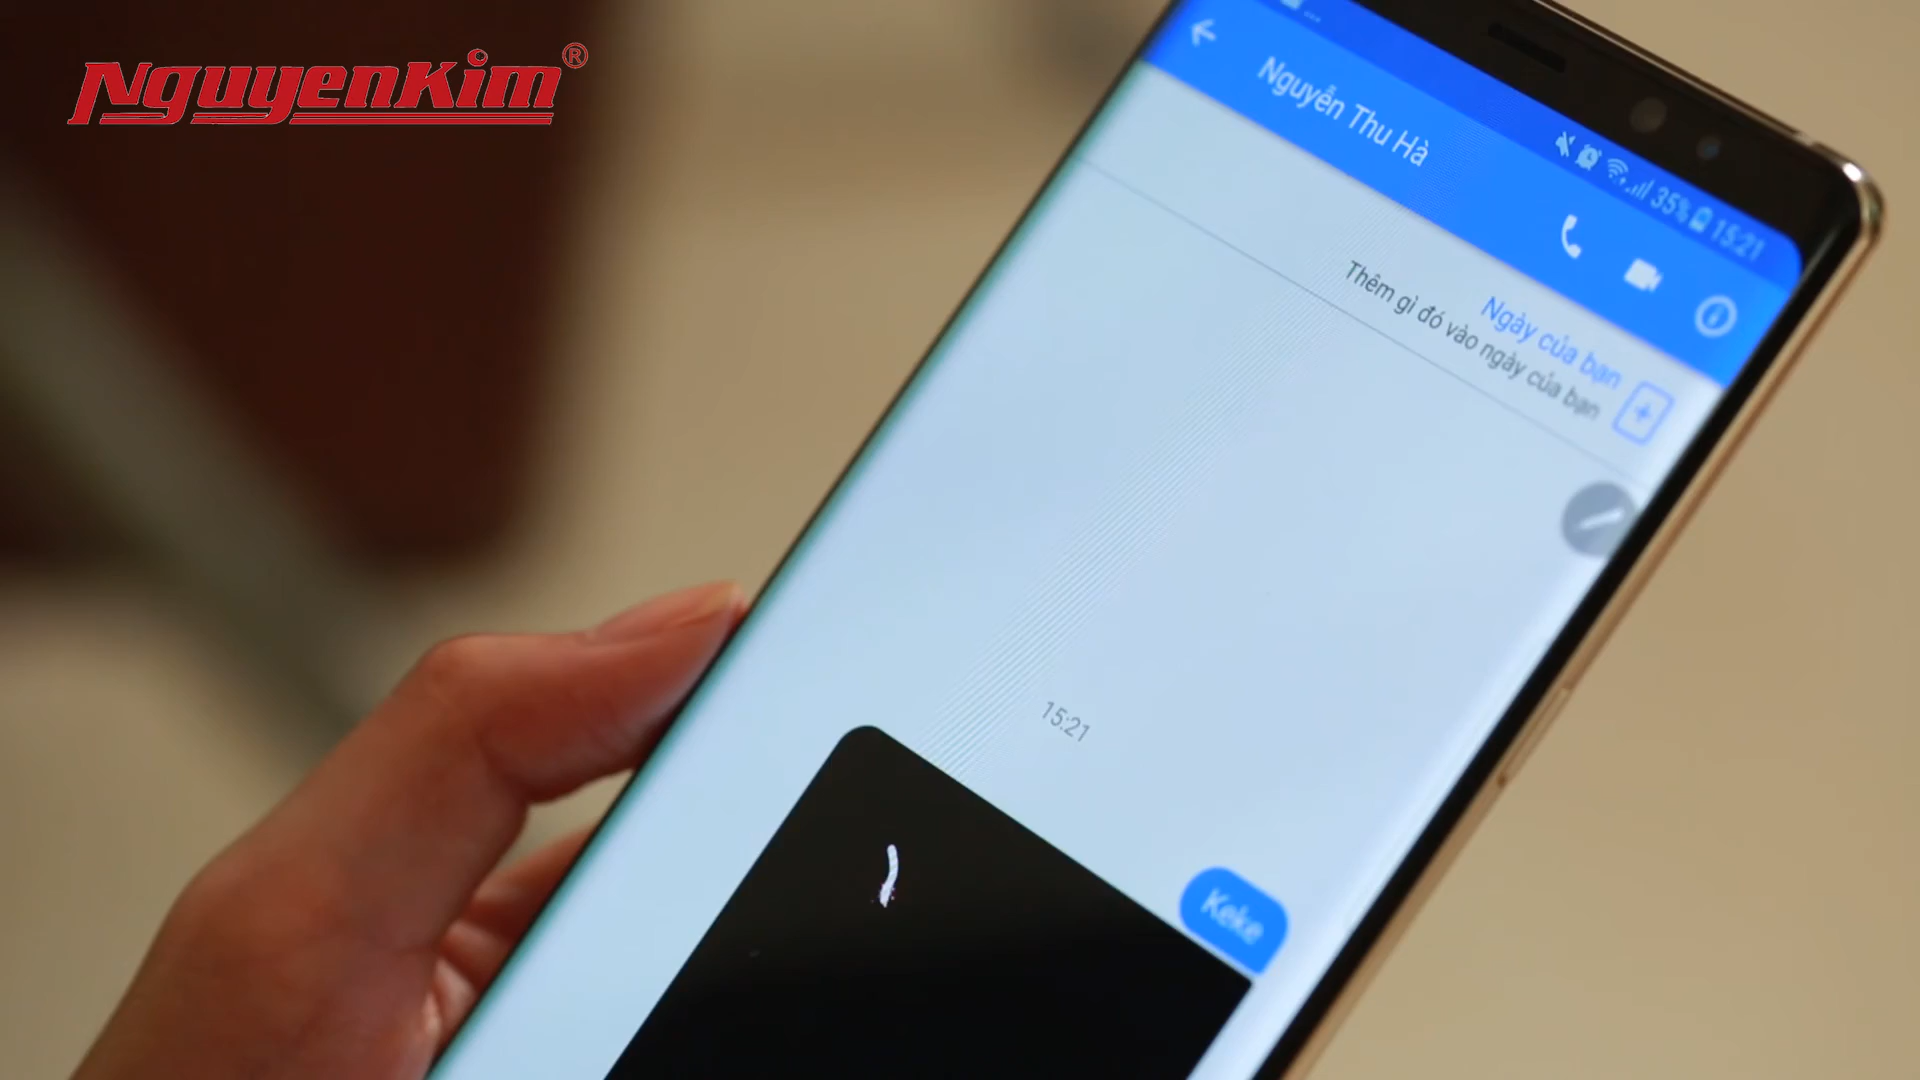 NguyenKim®
35% 15:21
Nguyễn Thu Hà
Ngày của bạn
Thêm gì đó vào ngày của bạn
15:21
Keke